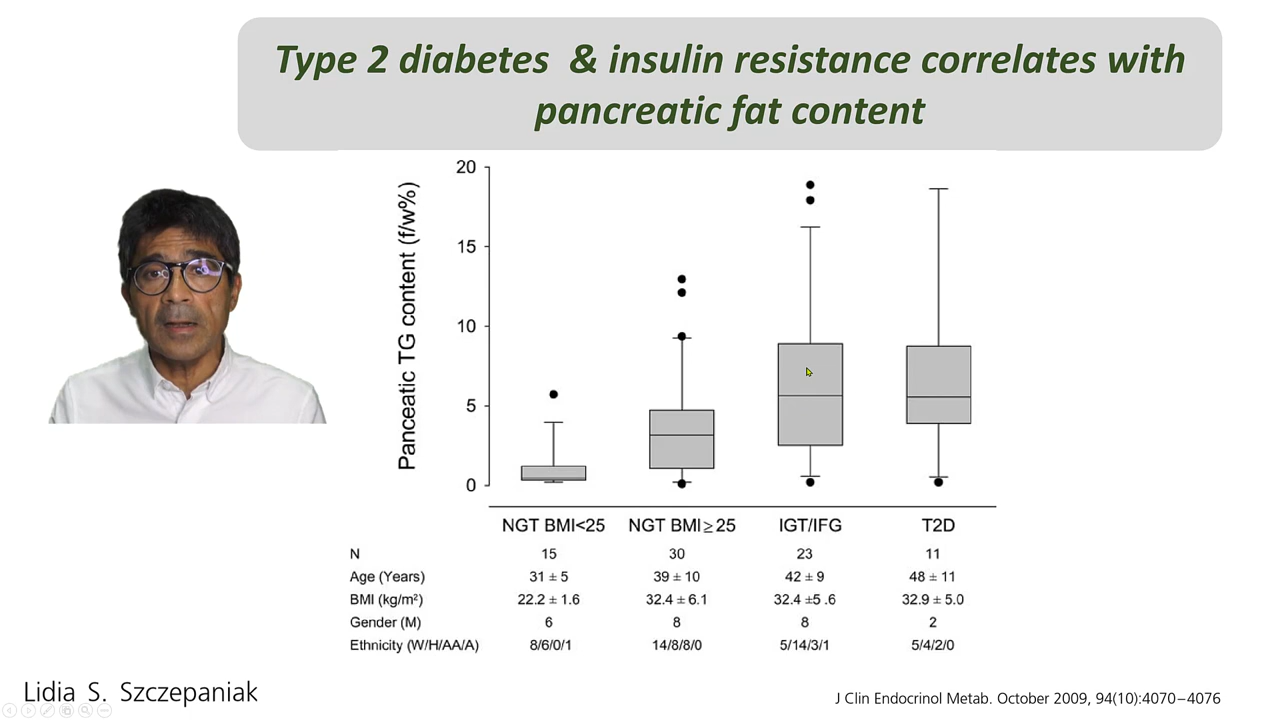 Type 2 diabetes & insulin resistance correlates with
pancreatic fat content
Panceatic TG content (f/w%)
20
15
10
5
0
NGT BMI<25 NGT BMI≥25 IGT/IFG T2D
N 15 30 23 11
Age (Years) 31 ± 5 39 ± 10 42 ± 9 48 ± 11
BMI (kg/m²) 22.2 ± 1.6 32.4 ± 6.1 32.4 ±5 .6 32.9 ± 5.0
Gender (M) 6 8 8 2
Ethnicity (W/H/AA/A) 8/6/0/1 14/8/8/0 5/14/3/1 5/4/2/0
Lidia S. Szczepaniak
J Clin Endocrinol Metab. October 2009, 94(10):4070–4076